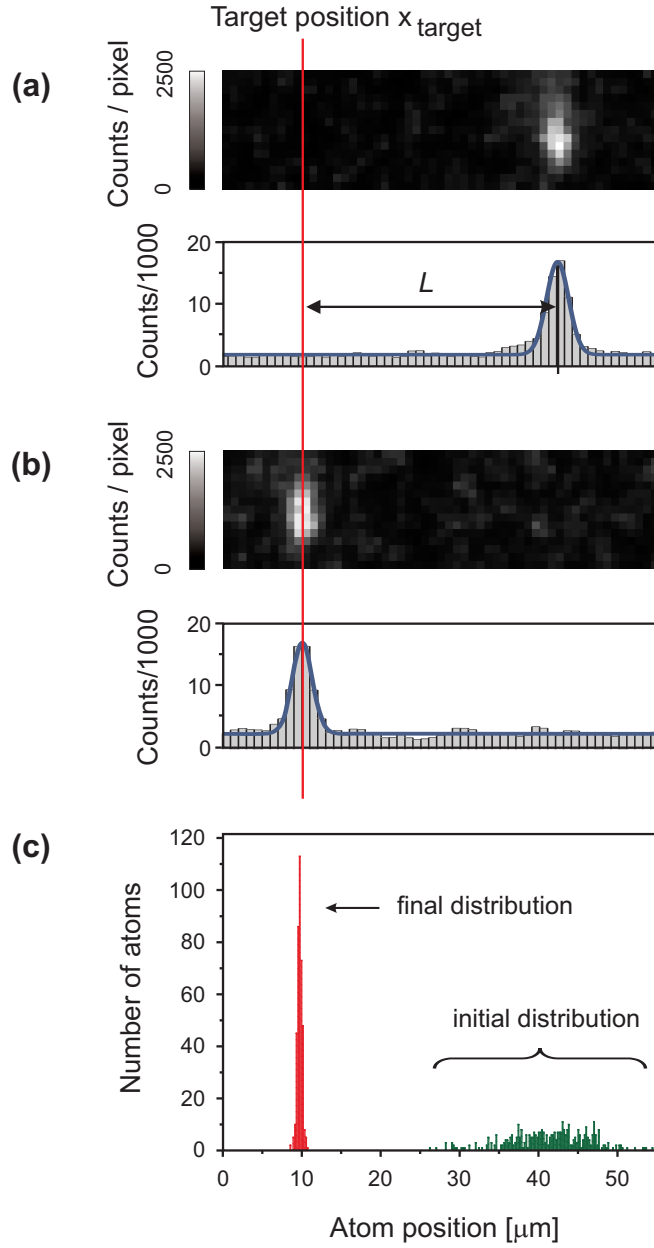 Target position x_target
(a)
Counts / pixel
2500
0
Counts/1000
20
10
0
L
(b)
Counts / pixel
2500
0
Counts/1000
20
10
0
(c)
Number of atoms
120
100
80
60
40
20
0
final distribution
initial distribution
0 10 20 30 40 50
Atom position [μm]